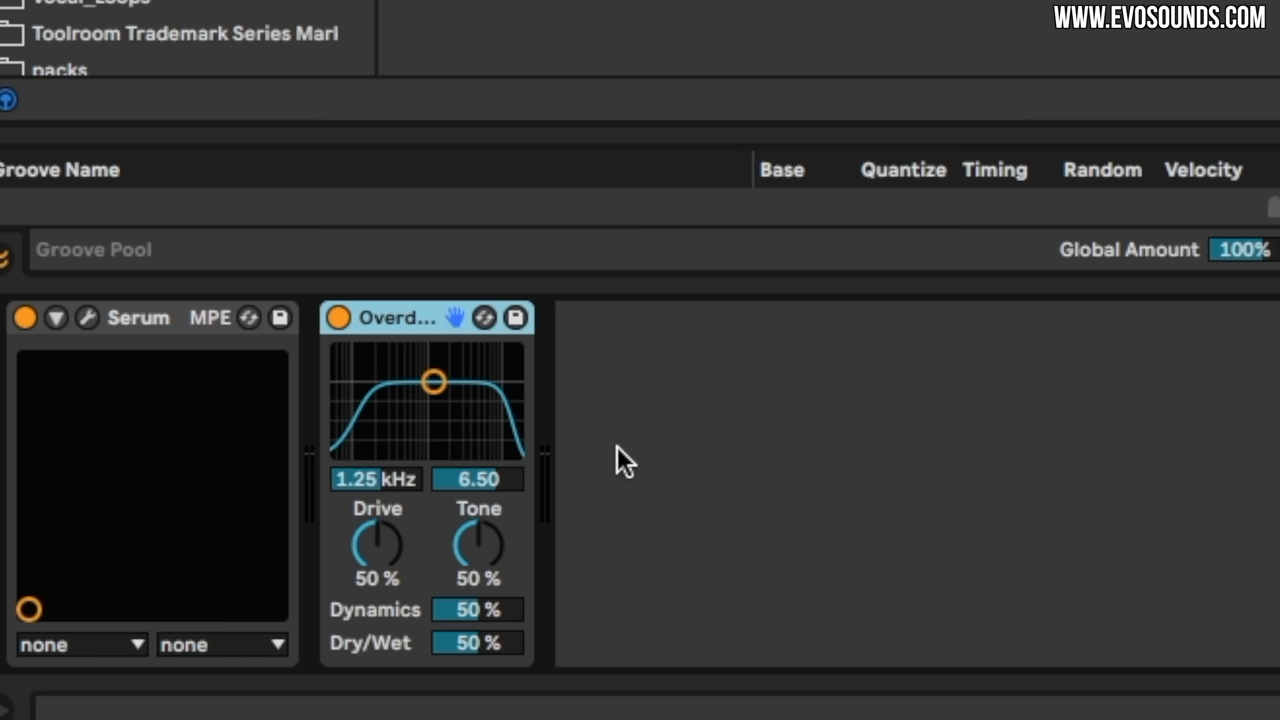 WWW.EVOSOUNDS.COM
vocal_loops
Toolroom Trademark Series Marl
packs
Groove Name Base Quantize Timing Random Velocity
Groove Pool Global Amount 100%
Serum MPE
Overd...
1.25 kHz 6.50
Drive Tone
50 % 50 %
Dynamics 50 %
none none Dry/Wet 50 %